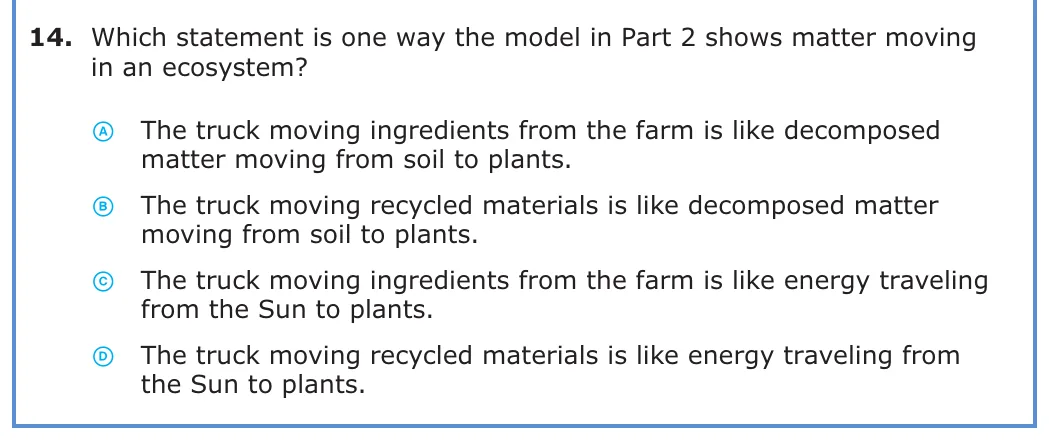 14. Which statement is one way the model in Part 2 shows matter moving
in an ecosystem?
A The truck moving ingredients from the farm is like decomposed
matter moving from soil to plants.
B The truck moving recycled materials is like decomposed matter
moving from soil to plants.
C The truck moving ingredients from the farm is like energy traveling
from the Sun to plants.
D The truck moving recycled materials is like energy traveling from
the Sun to plants.